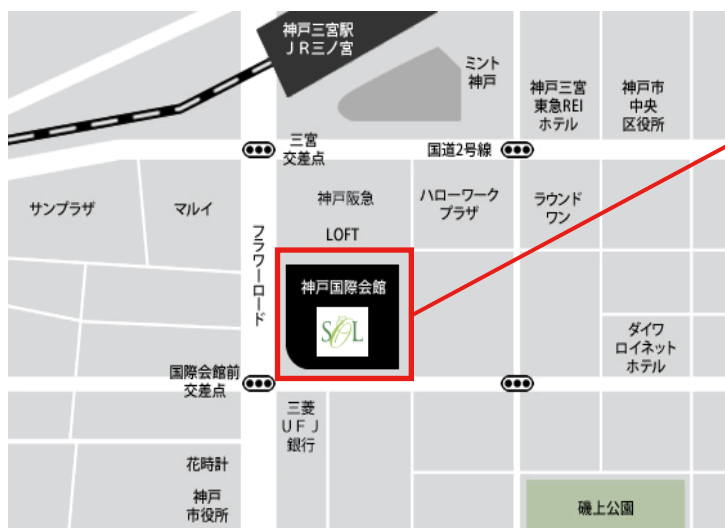 神戸三宮駅
ＪＲ三ノ宮
ミント
神戸
神戸三宮
東急REI
ホテル
神戸市
中央
区役所
三宮
交差点
国道2号線
サンプラザ
マルイ
フラワーロード
神戸阪急
LOFT
ハローワーク
プラザ
ラウンド
ワン
神戸国際会館
SOL
ダイワ
ロイネット
ホテル
国際会館前
交差点
三菱
ＵＦＪ
銀行
花時計
神戸
市役所
磯上公園